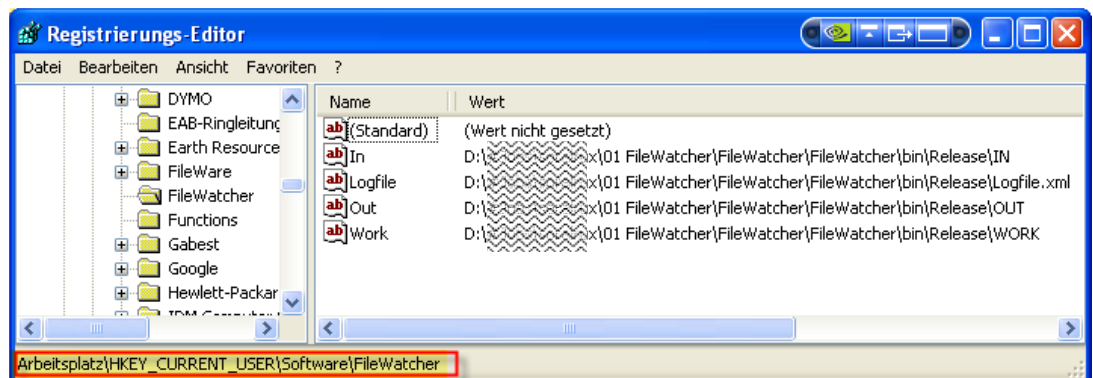 Registrierungs-Editor
Datei Bearbeiten Ansicht Favoriten ?
DYMO
EAB-Ringleitung
Earth Resource
FileWare
FileWatcher
Functions
Gabest
Google
Hewlett-Packar
Name Wert
(Standard) (Wert nicht gesetzt)
In D:\ x\01 FileWatcher\FileWatcher\FileWatcher\bin\Release\IN
Logfile D:\ x\01 FileWatcher\FileWatcher\FileWatcher\bin\Release\Logfile.xml
Out D:\ x\01 FileWatcher\FileWatcher\FileWatcher\bin\Release\OUT
Work D:\ x\01 FileWatcher\FileWatcher\FileWatcher\bin\Release\WORK
Arbeitsplatz\HKEY_CURRENT_USER\Software\FileWatcher